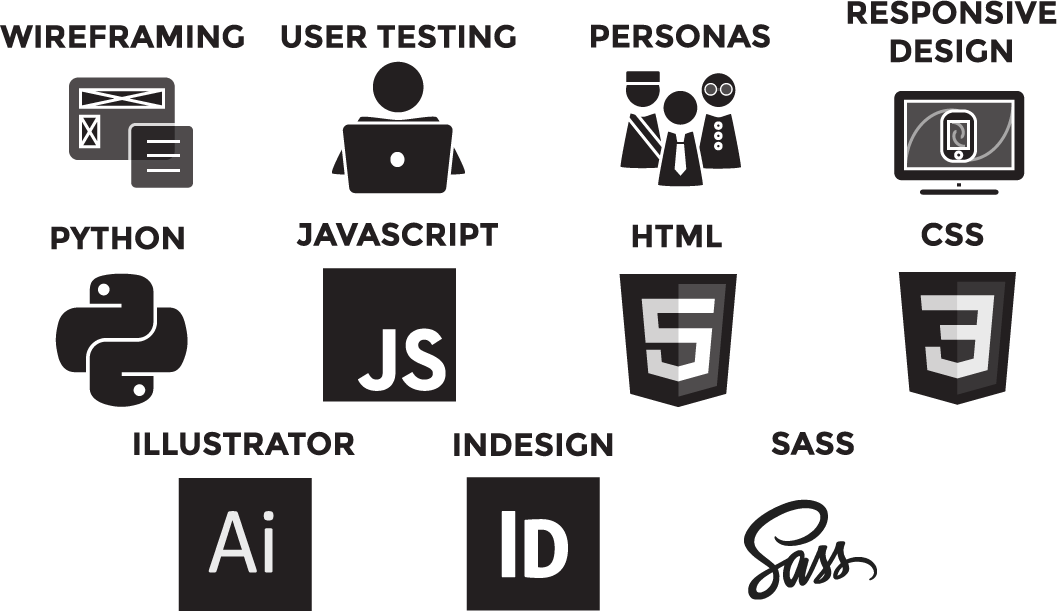 WIREFRAMING
USER TESTING
PERSONAS
RESPONSIVE
DESIGN
PYTHON
JAVASCRIPT
HTML
CSS
JS
5
3
ILLUSTRATOR
INDESIGN
SASS
Ai
ID
Sass